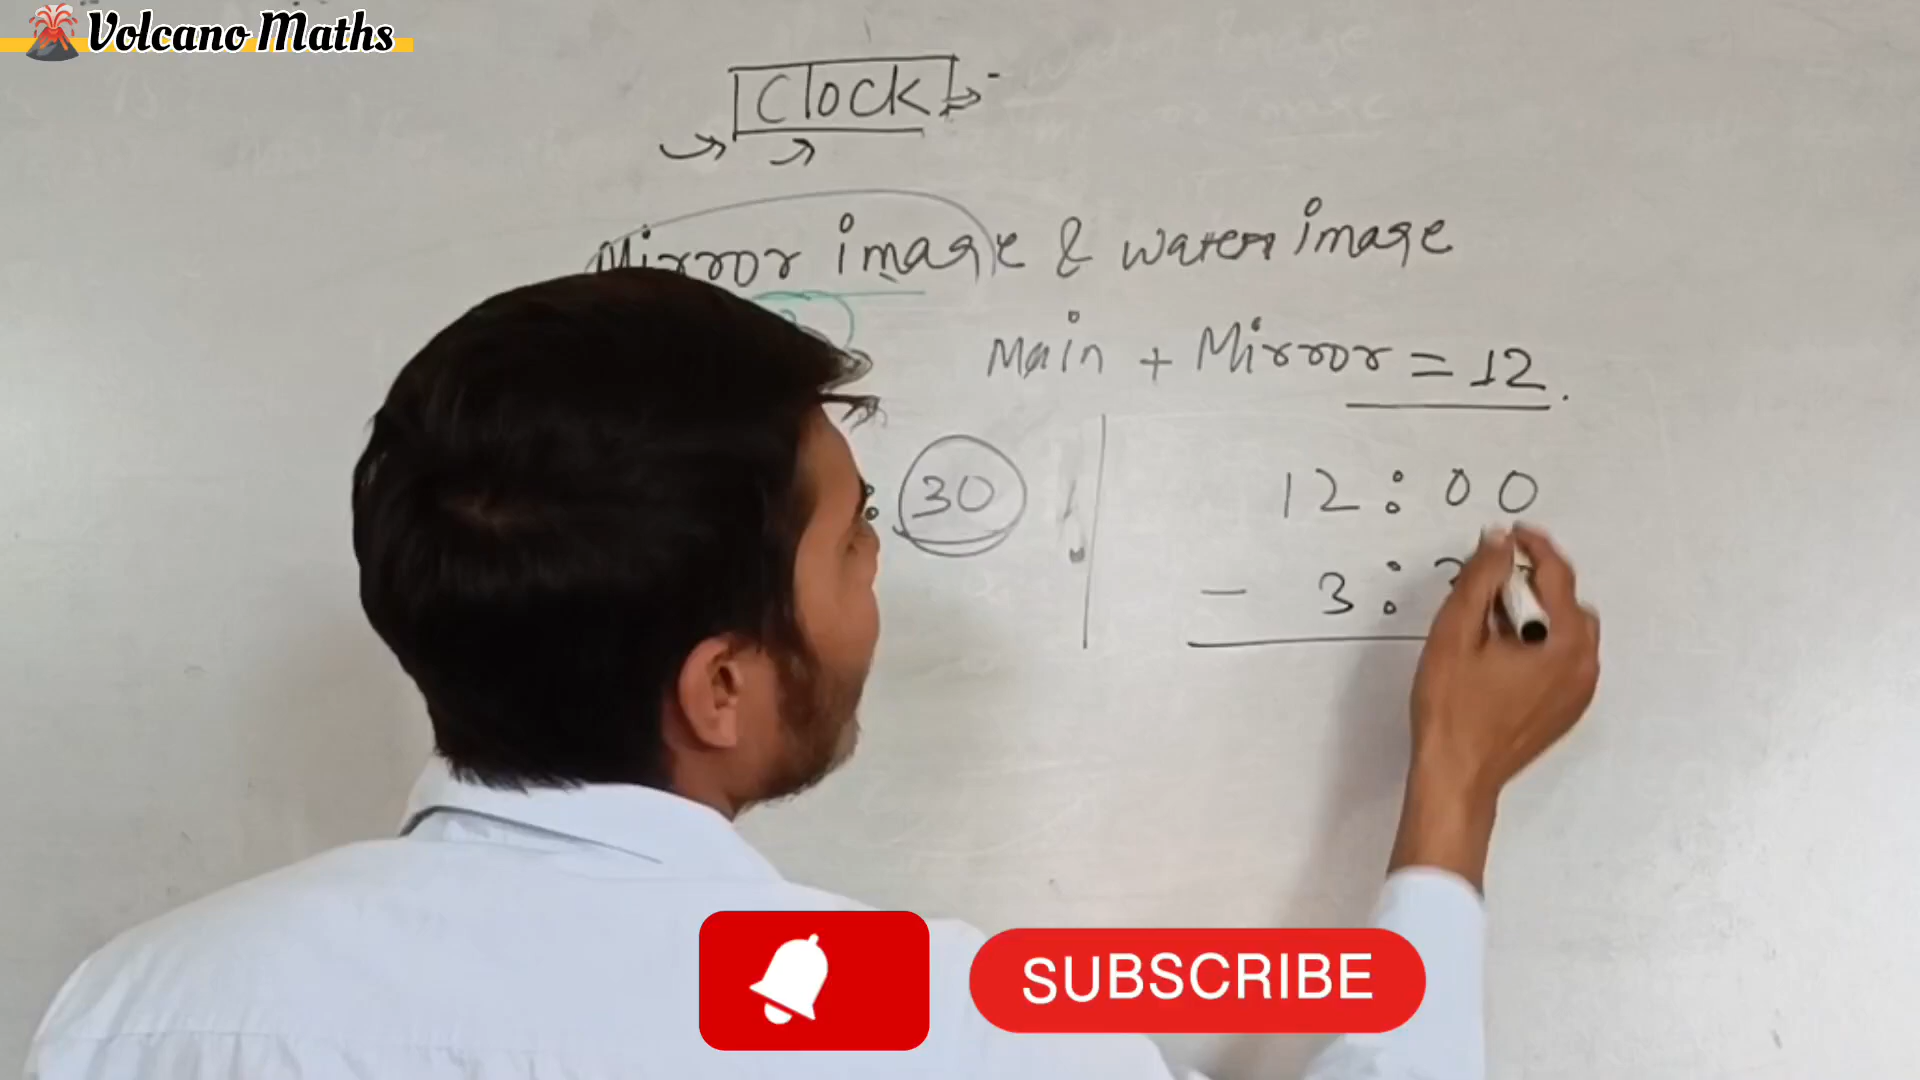 Volcano Maths
Clock
Mirror image & water image
Main + Mirror = 12.
: 30
12 : 00
- 3 :
SUBSCRIBE